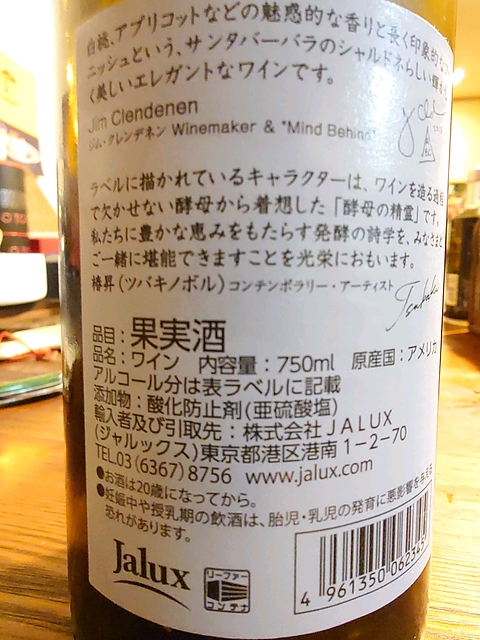 白桃、アプリコットなどの魅惑的な香りと長く印象的な
ニッシュという、サンタバーバラのシャルドネらしい
く美しいエレガントなワインです。
Jim Clendenen
ジム・クレンデネン Winemaker & "Mind Behind"
ラベルに描かれているキャラクターは、ワインを造る過程
で欠かせない酵母から着想した「酵母の精霊」です。
私たちに豊かな恵みをもたらす発酵の詩学を、みなさまと
ご一緒に堪能できますことを光栄におもいます。
椿昇(ツバキノボル)コンテンポラリー・アーティスト
Tsubaki
品目:果実酒
品名:ワイン 内容量:750ml 原産国:アメリカ
アルコール分は表ラベルに記載
添加物:酸化防止剤(亜硫酸塩)
輸入者及び引取先:株式会社JALUX
(ジャルックス)東京都港区港南1-2-70
TEL.03(6367)8756 www.jalux.com
●お酒は20歳になってから。
●妊娠中や授乳期の飲酒は、胎児・乳児の発育に悪影響を与える
恐れがあります。
Jalux
リーファー
コンテナ
4 961350 062345